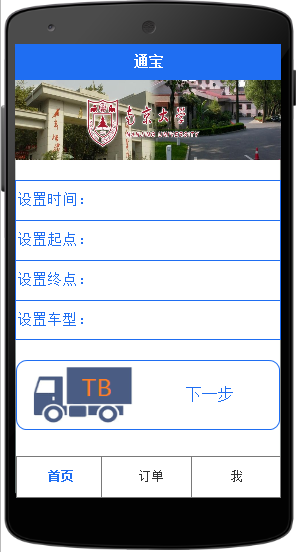 通宝
南京大学
NANJING UNIVERSITY
设置时间：
设置起点：
设置终点：
设置车型：
TB
下一步
首页
订单
我